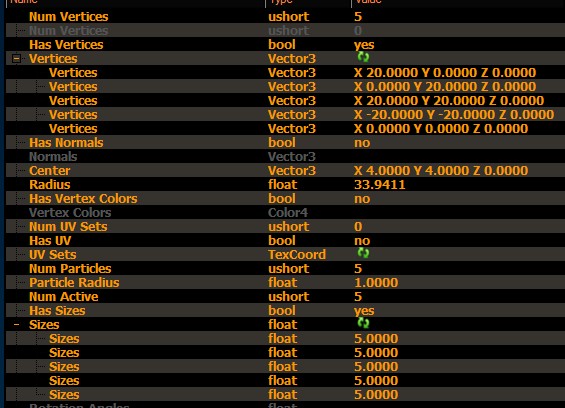 Name Type Value
Num Vertices ushort 5
Num Vertices ushort 0
Has Vertices bool yes
Vertices Vector3
Vertices Vector3 X 20.0000 Y 0.0000 Z 0.0000
Vertices Vector3 X 0.0000 Y 20.0000 Z 0.0000
Vertices Vector3 X 20.0000 Y 20.0000 Z 0.0000
Vertices Vector3 X -20.0000 Y -20.0000 Z 0.0000
Vertices Vector3 X 0.0000 Y 0.0000 Z 0.0000
Has Normals bool no
Normals Vector3
Center Vector3 X 4.0000 Y 4.0000 Z 0.0000
Radius float 33.9411
Has Vertex Colors bool no
Vertex Colors Color4
Num UV Sets ushort 0
Has UV bool no
UV Sets TexCoord
Num Particles ushort 5
Particle Radius float 1.0000
Num Active ushort 5
Has Sizes bool yes
Sizes float
Sizes float 5.0000
Sizes float 5.0000
Sizes float 5.0000
Sizes float 5.0000
Sizes float 5.0000
Rotation Angles float